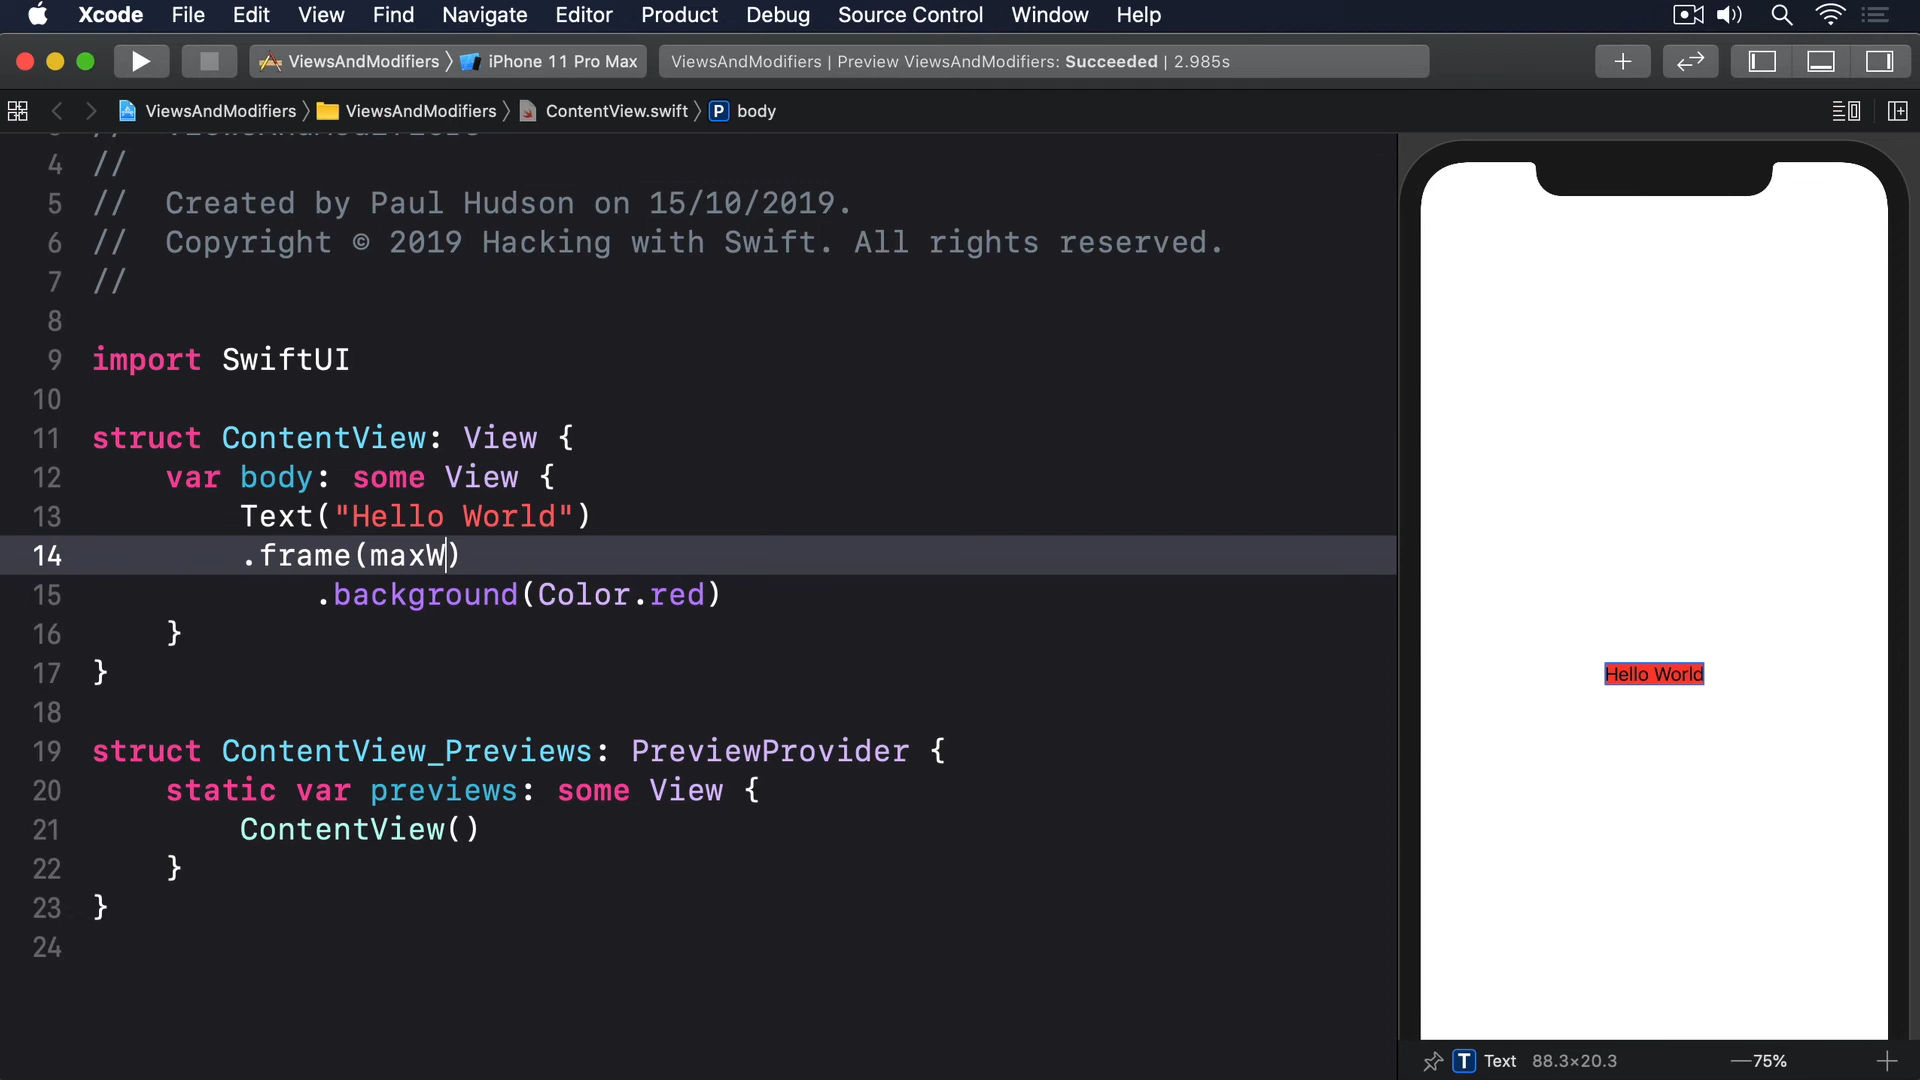 Xcode File Edit View Find Navigate Editor Product Debug Source Control Window Help
ViewsAndModifiers 〉 iPhone 11 Pro Max
ViewsAndModifiers | Preview ViewsAndModifiers: Succeeded | 2.985s
ViewsAndModifiers 〉 ViewsAndModifiers 〉 ContentView.swift 〉 P body
3 // ViewsAndModifiers
4 //
5 // Created by Paul Hudson on 15/10/2019.
6 // Copyright © 2019 Hacking with Swift. All rights reserved.
7 //
8
9 import SwiftUI
10
11 struct ContentView: View {
12 var body: some View {
13 Text("Hello World")
14 .frame(maxW)
15 .background(Color.red)
16 }
17 }
18
19 struct ContentView_Previews: PreviewProvider {
20 static var previews: some View {
21 ContentView()
22 }
23 }
24
Hello World
T Text 88.3×20.3 — 75% +